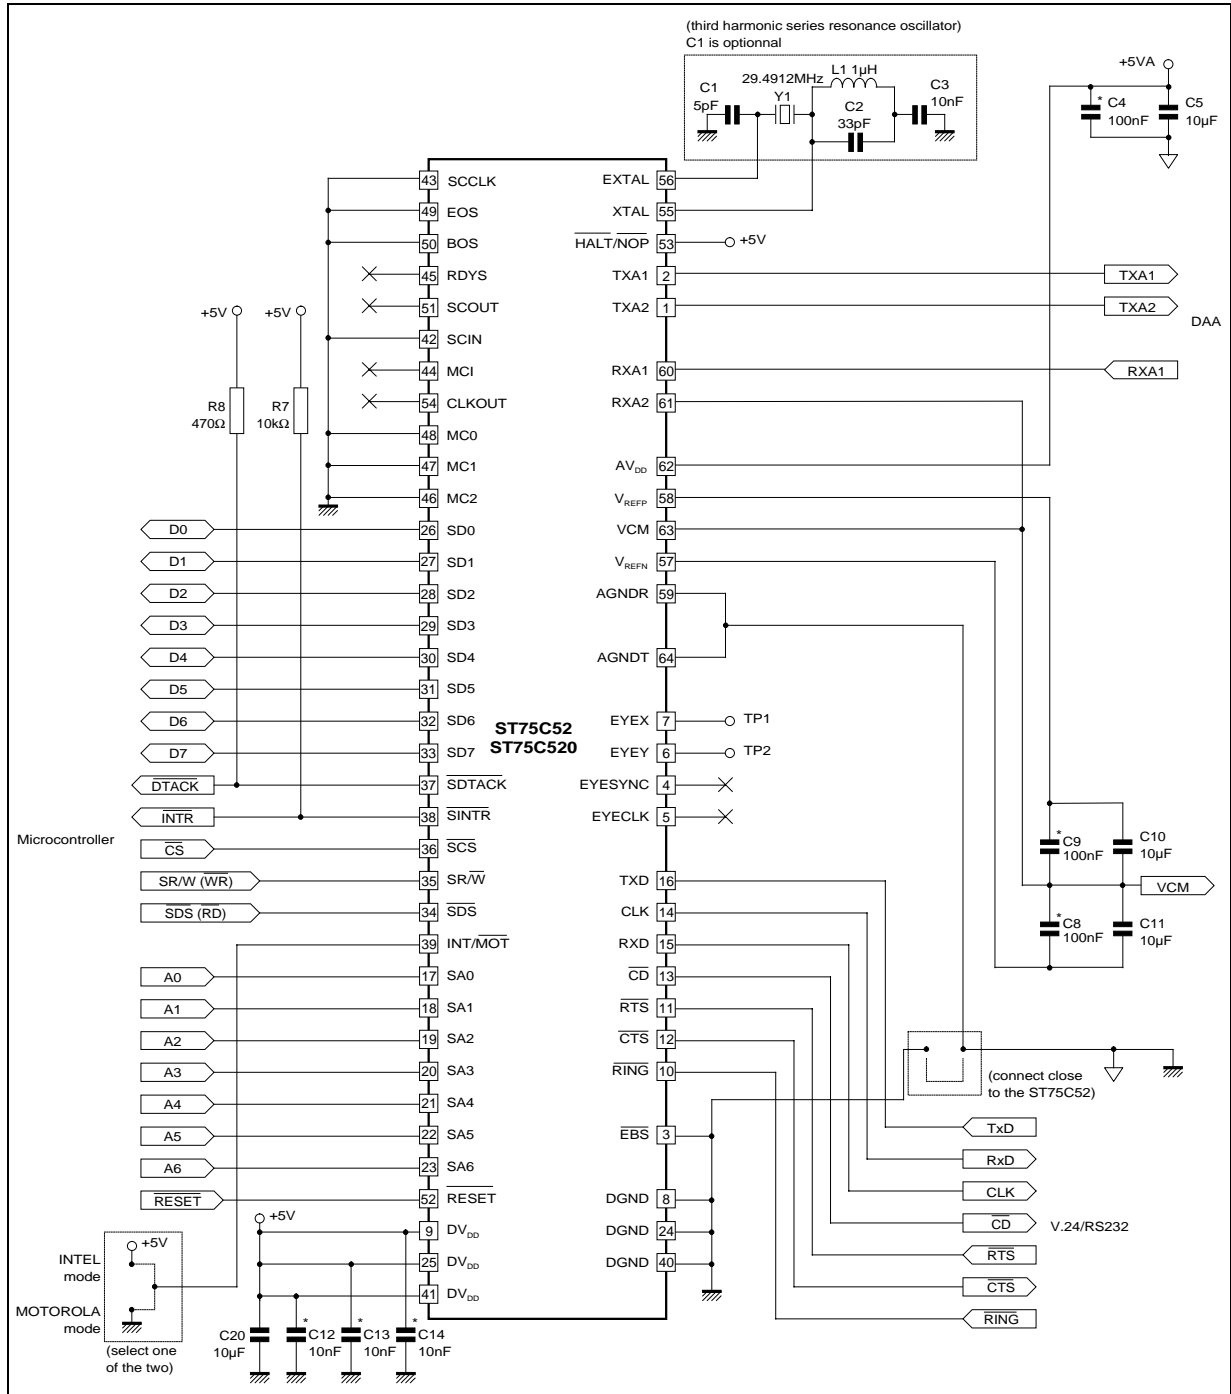 (third harmonic series resonance oscillator)
C1 is optionnal
29.4912MHz
L1 1µH
C1
5pF
Y1
C2
33pF
C3
10nF
+5VA
* C4
100nF
C5
10µF
43 SCCLK
49 EOS
50 BOS
45 RDYS
51 SCOUT
42 SCIN
44 MCI
54 CLKOUT
48 MC0
47 MC1
46 MC2
+5V
+5V
R8
470Ω
R7
10kΩ
D0 26 SD0
D1 27 SD1
D2 28 SD2
D3 29 SD3
D4 30 SD4
D5 31 SD5
D6 32 SD6
D7 33 SD7
DTACK 37 SDTACK
INTR 38 SINTR
Microcontroller
CS 36 SCS
SR/W (WR) 35 SR/W
SDS (RD) 34 SDS
39 INT/MOT
A0 17 SA0
A1 18 SA1
A2 19 SA2
A3 20 SA3
A4 21 SA4
A5 22 SA5
A6 23 SA6
RESET 52 RESET
+5V
9 DVDD
25 DVDD
41 DVDD
+5V
INTEL
mode
MOTOROLA
mode
(select one
of the two)
C20
10µF
* C12
10nF
* C13
10nF
* C14
10nF
ST75C52
ST75C520
EXTAL 56
XTAL 55
HALT/NOP 53 +5V
TXA1 2 TXA1
TXA2 1 TXA2
DAA
RXA1 60 RXA1
RXA2 61
AVDD 62
VREFP 58
VCM 63
VREFN 57
AGNDR 59
AGNDT 64
EYEX 7 TP1
EYEY 6 TP2
EYESYNC 4
EYECLK 5
* C9
100nF
C10
10µF
VCM
* C8
100nF
C11
10µF
TXD 16
CLK 14
RXD 15
CD 13
RTS 11
CTS 12
RING 10
(connect close
to the ST75C52)
EBS 3
DGND 8
DGND 24
DGND 40
TxD
RxD
CLK
CD
V.24/RS232
RTS
CTS
RING